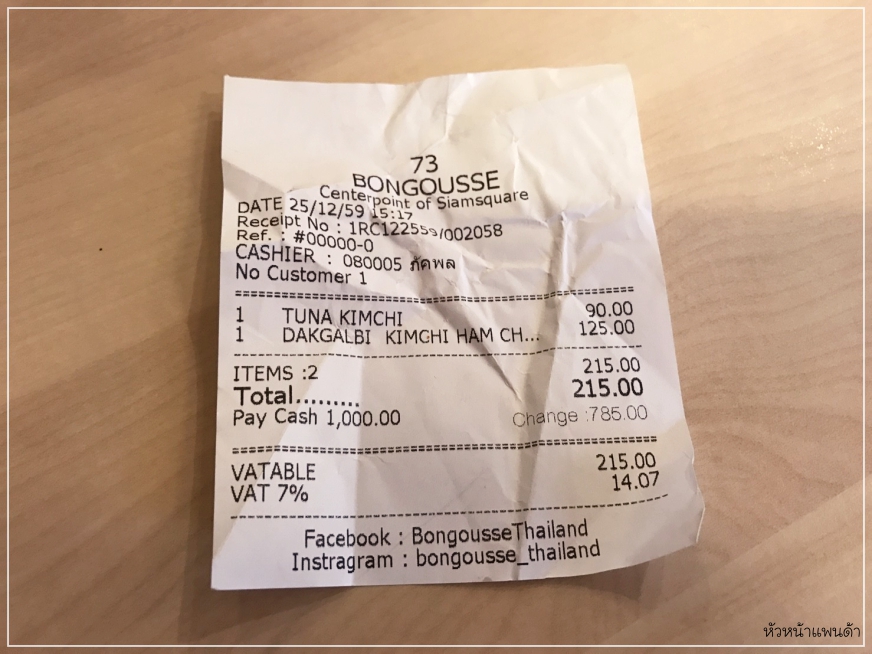 73
BONGOUSSE
Centerpoint of Siamsquare
DATE 25/12/59 15:17
Receipt No : 1RC122559/002058
Ref. : #00000-0
CASHIER : 080005 ภัคพล
No Customer 1
1 TUNA KIMCHI 90.00
1 DAKGALBI KIMCHI HAM CH... 125.00
ITEMS :2 215.00
Total......... 215.00
Pay Cash 1,000.00 Change :785.00
VATABLE 215.00
VAT 7% 14.07
Facebook : BongousseThailand
Instragram : bongousse_thailand
หัวหน้าแพนด้า